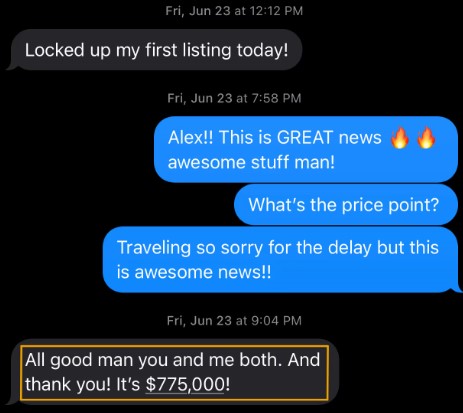 Fri, Jun 23 at 12:12 PM
Locked up my first listing today!
Fri, Jun 23 at 7:58 PM
Alex!! This is GREAT news 🔥 🔥
awesome stuff man!
What's the price point?
Traveling so sorry for the delay but this
is awesome news!!
Fri, Jun 23 at 9:04 PM
All good man you and me both. And
thank you! It's $775,000!